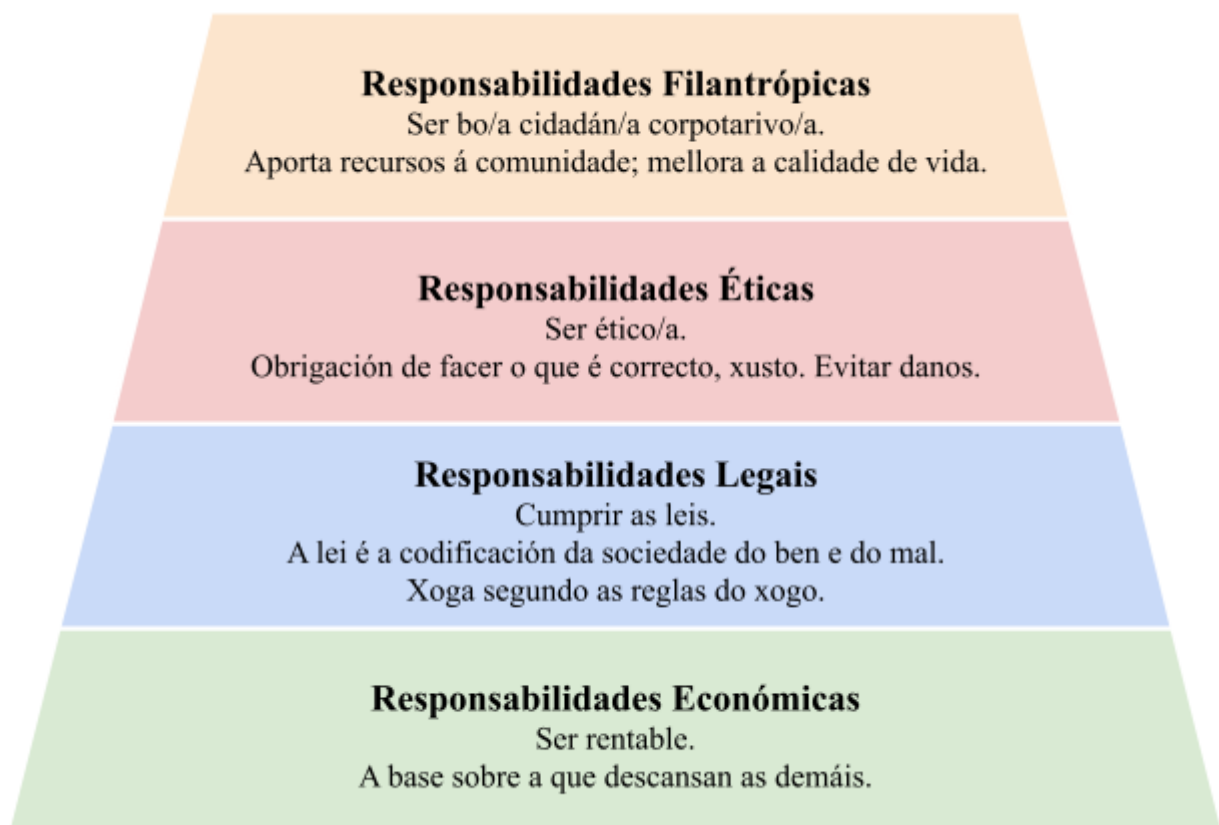 Responsabilidades Filantrópicas
Ser bo/a cidadán/a corpotarivo/a.
Aporta recursos á comunidade; mellora a calidade de vida.
Responsabilidades Éticas
Ser ético/a.
Obrigación de facer o que é correcto, xusto. Evitar danos.
Responsabilidades Legais
Cumprir as leis.
A lei é a codificación da sociedade do ben e do mal.
Xoga segundo as reglas do xogo.
Responsabilidades Económicas
Ser rentable.
A base sobre a que descansan as demáis.